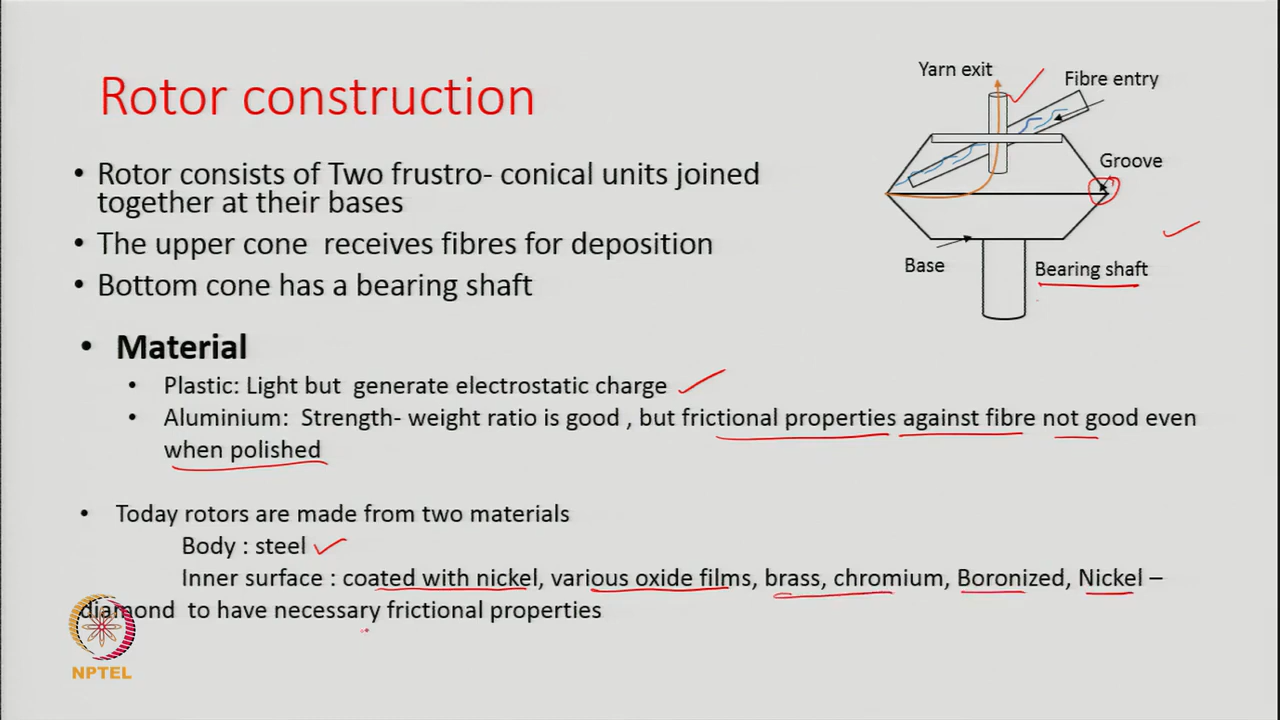 Rotor construction
• Rotor consists of Two frustro- conical units joined
together at their bases
• The upper cone receives fibres for deposition
• Bottom cone has a bearing shaft
Yarn exit
Fibre entry
Groove
Base
Bearing shaft
• Material
• Plastic: Light but generate electrostatic charge
• Aluminium: Strength- weight ratio is good , but frictional properties against fibre not good even
when polished
• Today rotors are made from two materials
Body : steel
Inner surface : coated with nickel, various oxide films, brass, chromium, Boronized, Nickel –
diamond to have necessary frictional properties
NPTEL